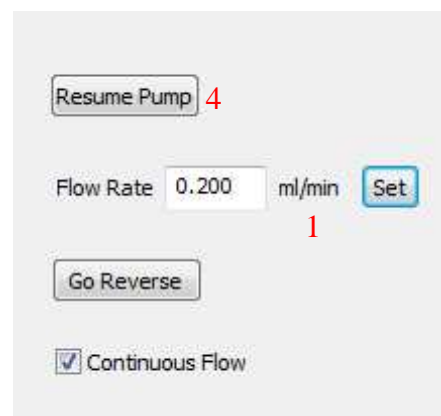 Resume Pump 4
Flow Rate 0.200 ml/min Set
1
Go Reverse
Continuous Flow